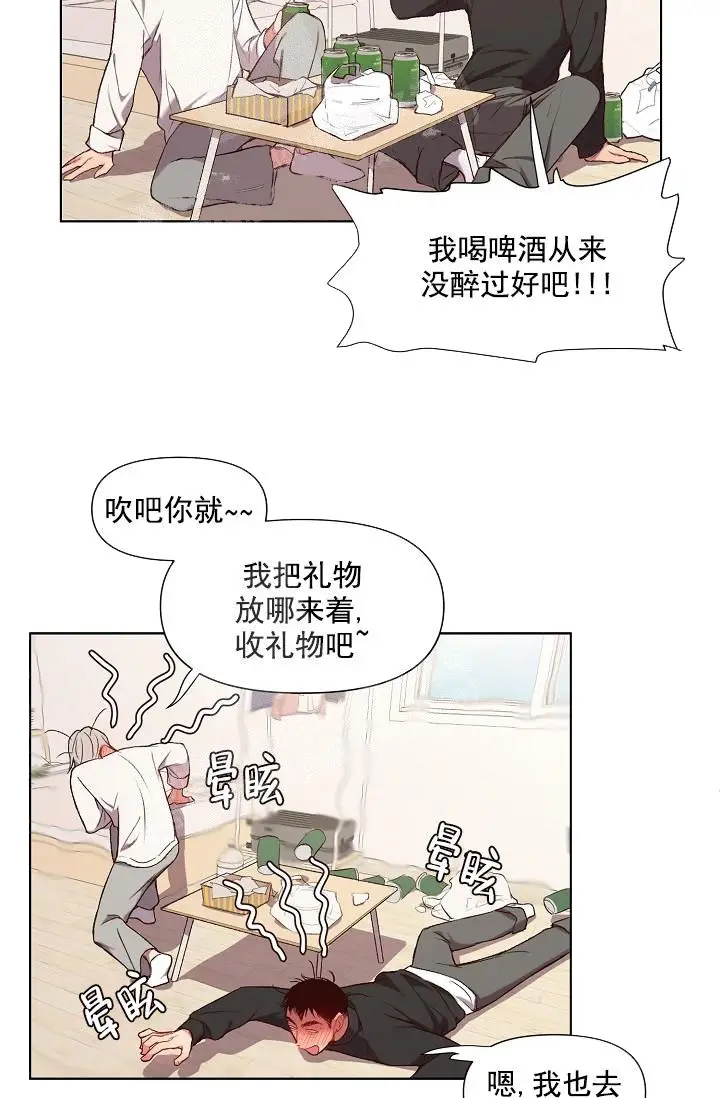 我喝啤酒从来
没醉过好吧!!!
吹吧你就~~
我把礼物
放哪来着,
收礼物吧~
晕眩
晕眩
晕眩
嗯,我也去